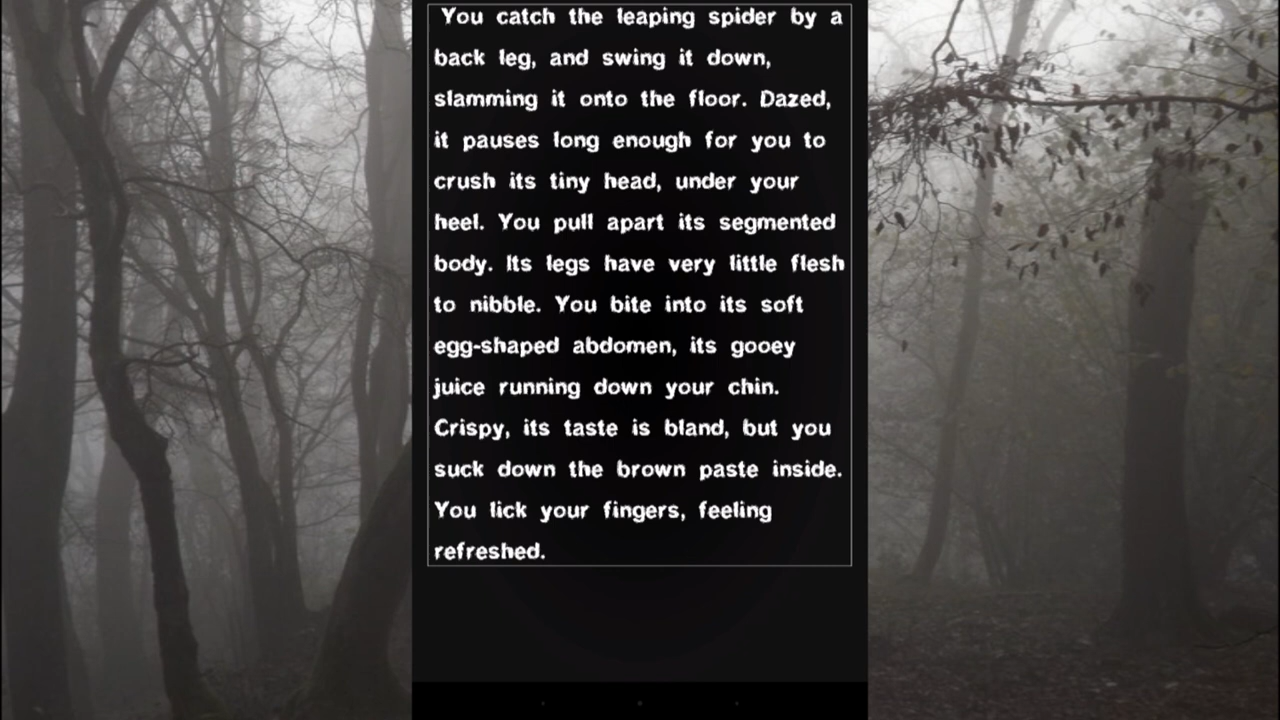 You catch the leaping spider by a
back leg, and swing it down,
slamming it onto the floor. Dazed,
it pauses long enough for you to
crush its tiny head, under your
heel. You pull apart its segmented
body. Its legs have very little flesh
to nibble. You bite into its soft
egg-shaped abdomen, its gooey
juice running down your chin.
Crispy, its taste is bland, but you
suck down the brown paste inside.
You lick your fingers, feeling
refreshed.